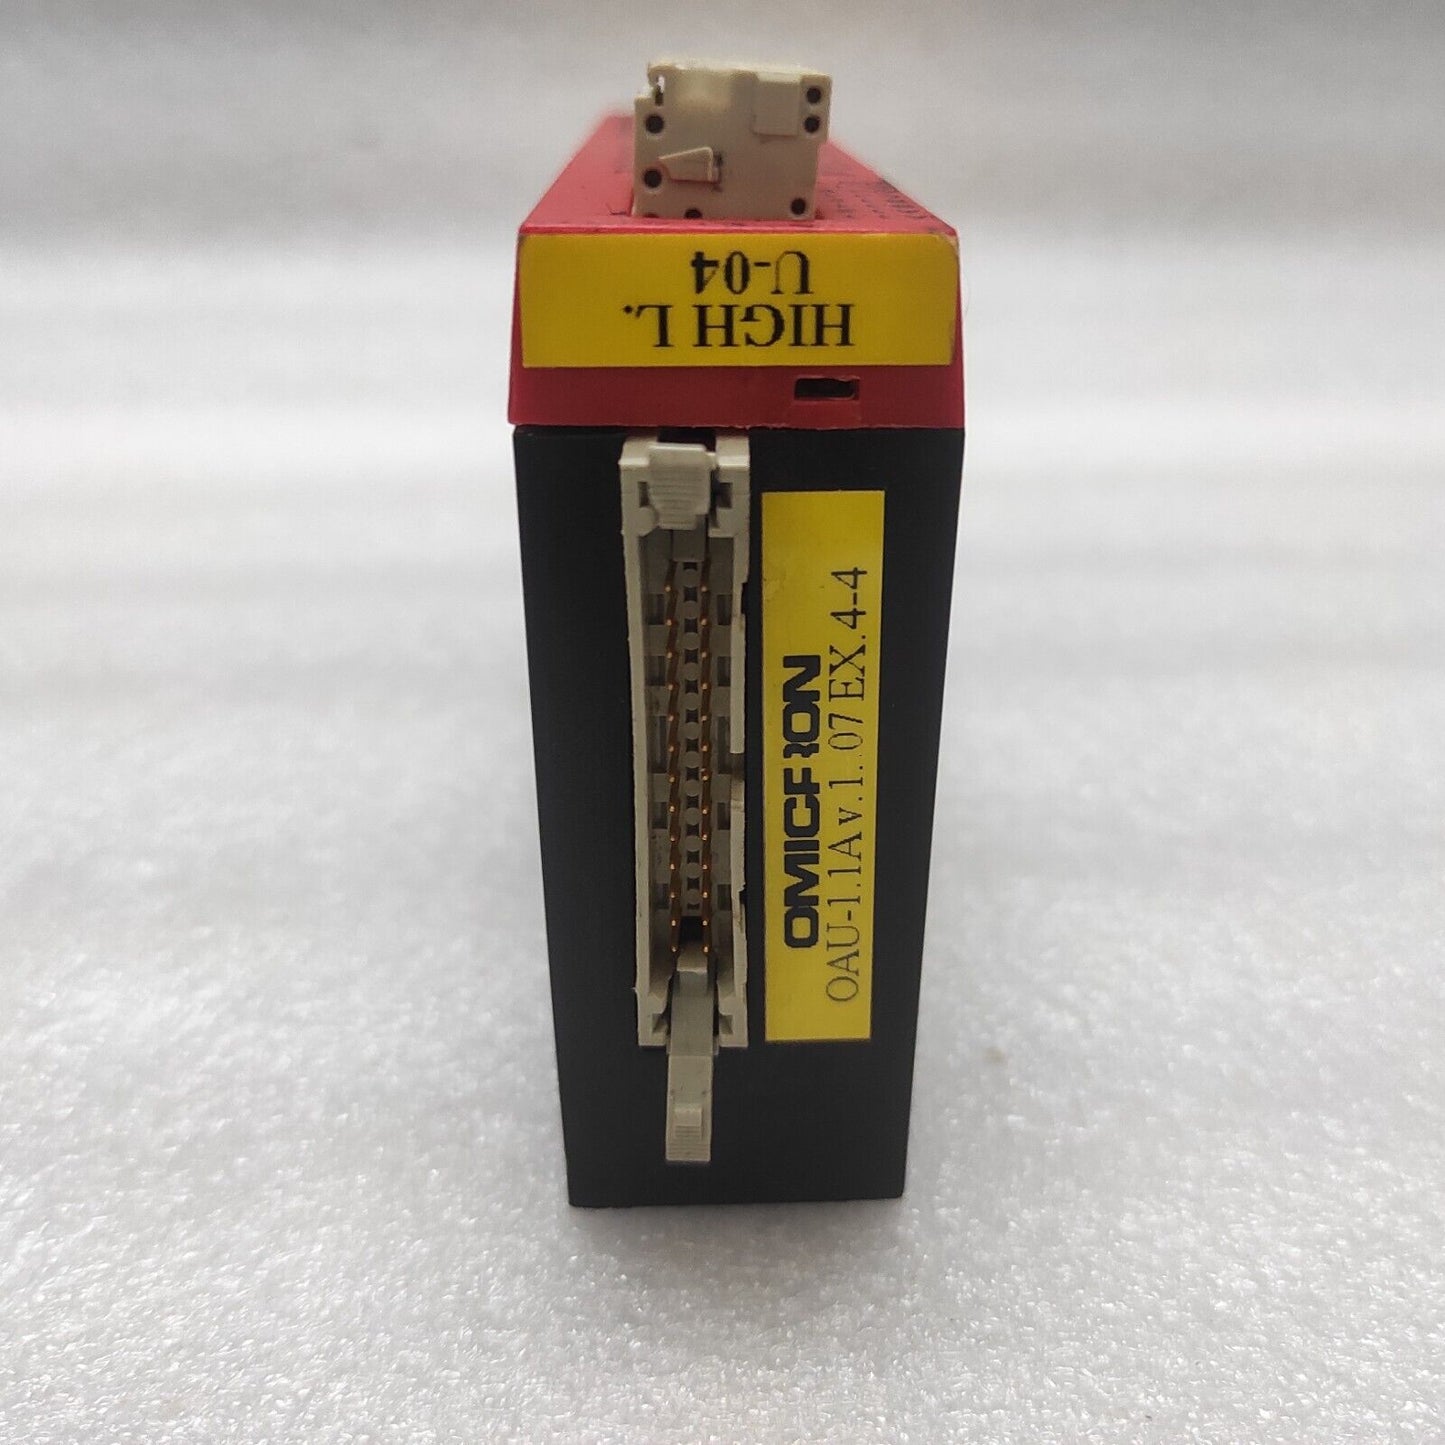 HIGH L.
U-04
OMICRON
OAU-1.1A v.1.07 EX.4-4